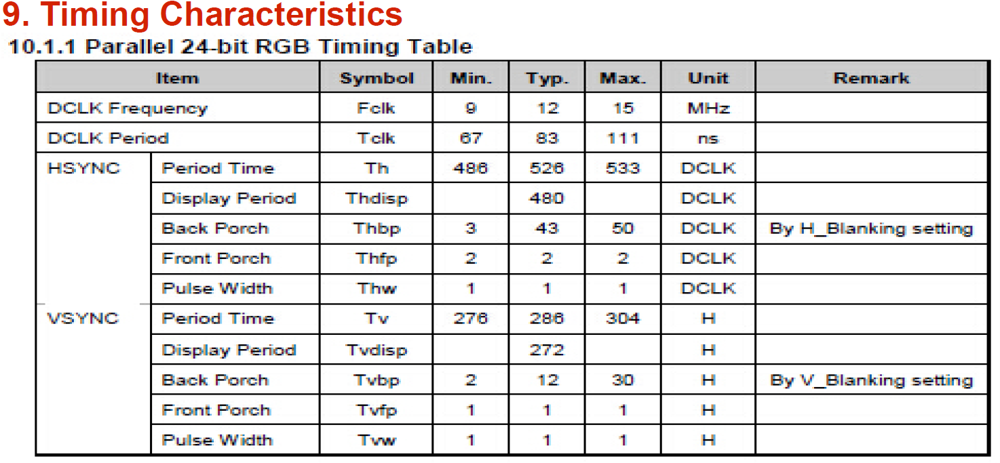 9. Timing Characteristics
10.1.1 Parallel 24-bit RGB Timing Table
Item Symbol Min. Typ. Max. Unit Remark
DCLK Frequency Fclk 9 12 15 MHz
DCLK Period Tclk 67 83 111 ns
HSYNC Period Time Th 486 526 533 DCLK
Display Period Thdisp 480 DCLK
Back Porch Thbp 3 43 50 DCLK By H_Blanking setting
Front Porch Thfp 2 2 2 DCLK
Pulse Width Thw 1 1 1 DCLK
VSYNC Period Time Tv 276 286 304 H
Display Period Tvdisp 272 H
Back Porch Tvbp 2 12 30 H By V_Blanking setting
Front Porch Tvfp 1 1 1 H
Pulse Width Tvw 1 1 1 H